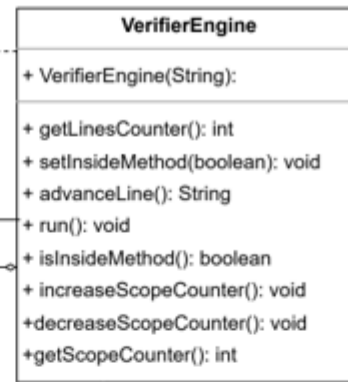 VerifierEngine
+ VerifierEngine(String):
+ getLinesCounter(): int
+ setInsideMethod(boolean): void
+ advanceLine(): String
+ run(): void
+ isInsideMethod(): boolean
+ increaseScopeCounter(): void
+decreaseScopeCounter(): void
+getScopeCounter(): int